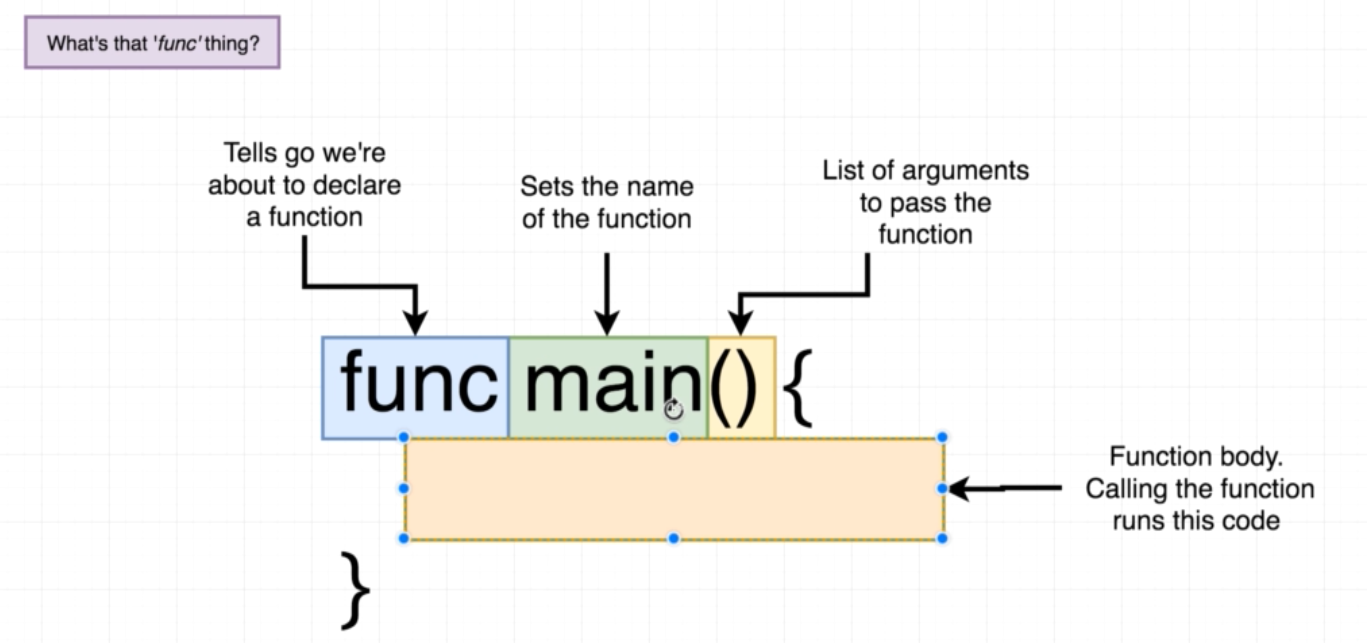 What's that 'func' thing?
Tells go we're
about to declare
a function
Sets the name
of the function
List of arguments
to pass the
function
func main() {
Function body.
Calling the function
runs this code
}